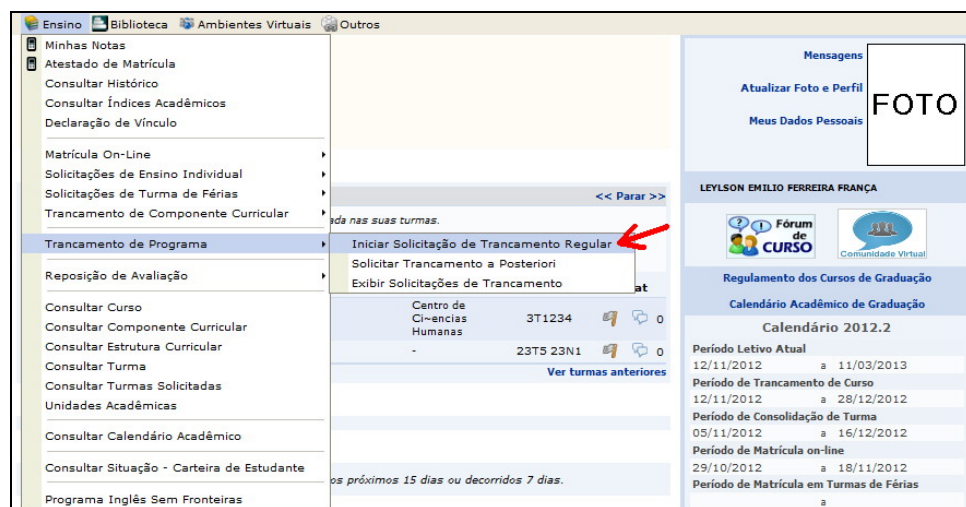 Ensino Biblioteca Ambientes Virtuais Outros
Minhas Notas
Atestado de Matrícula
Consultar Histórico
Consultar Índices Acadêmicos
Declaração de Vínculo
Matrícula On-Line
Solicitações de Ensino Individual
Solicitações de Turma de Férias
Trancamento de Componente Curricular
Trancamento de Programa
Reposição de Avaliação
Consultar Curso
Consultar Componente Curricular
Consultar Estrutura Curricular
Consultar Turma
Consultar Turmas Solicitadas
Unidades Acadêmicas
Consultar Calendário Acadêmico
Consultar Situação - Carteira de Estudante
Programa Inglês Sem Fronteiras
Iniciar Solicitação de Trancamento Regular
Solicitar Trancamento a Posteriori
Exibir Solicitações de Trancamento
<< Parar >>
ada nas suas turmas.
at
Centro de
Ci~encias
Humanas
3T1234 0
- 23T5 23N1 0
Ver turmas anteriores
os próximos 15 dias ou decorridos 7 dias.
Mensagens
Atualizar Foto e Perfil
Meus Dados Pessoais
FOTO
LEYLSON EMILIO FERREIRA FRANÇA
Fórum
de
CURSO
Comunidade Virtual
Regulamento dos Cursos de Graduação
Calendário Acadêmico de Graduação
Calendário 2012.2
Período Letivo Atual
12/11/2012 a 11/03/2013
Período de Trancamento de Curso
12/11/2012 a 28/12/2012
Período de Consolidação de Turma
05/11/2012 a 16/12/2012
Período de Matrícula on-line
29/10/2012 a 18/11/2012
Período de Matrícula em Turmas de Férias
a